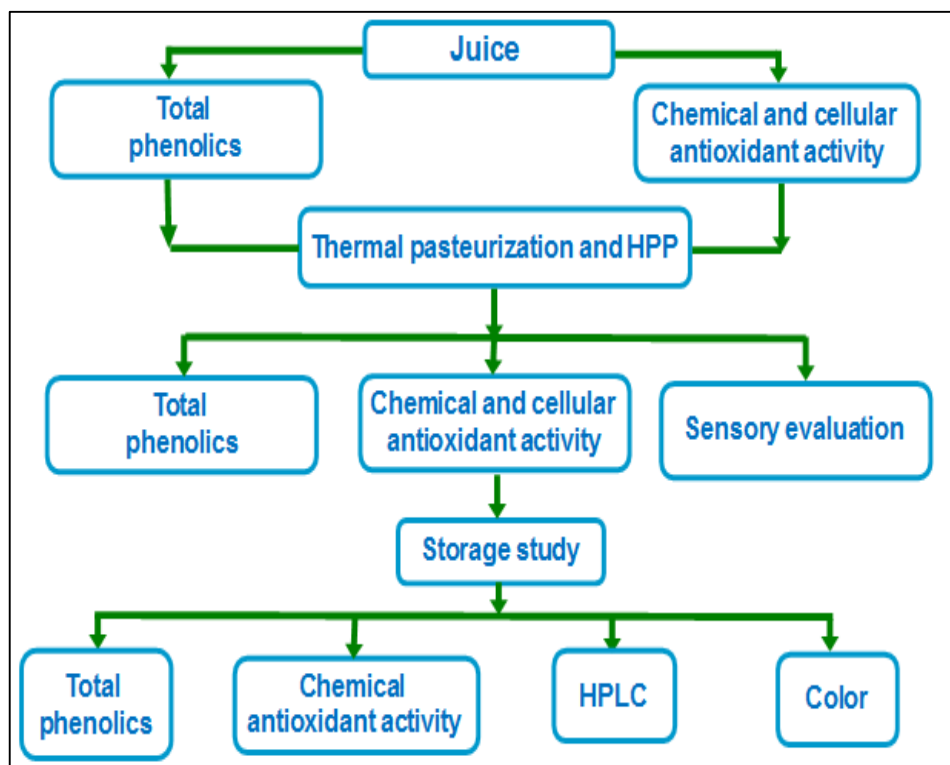 Juice
Total
phenolics
Chemical and cellular
antioxidant activity
Thermal pasteurization and HPP
Total
phenolics
Chemical and cellular
antioxidant activity
Sensory evaluation
Storage study
Total
phenolics
Chemical
antioxidant activity
HPLC
Color